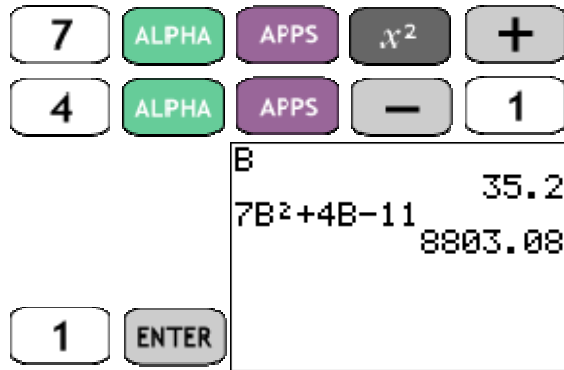 7 ALPHA APPS x² +
4 ALPHA APPS − 1
B
35.2
7B²+4B−11
8803.08
1 ENTER